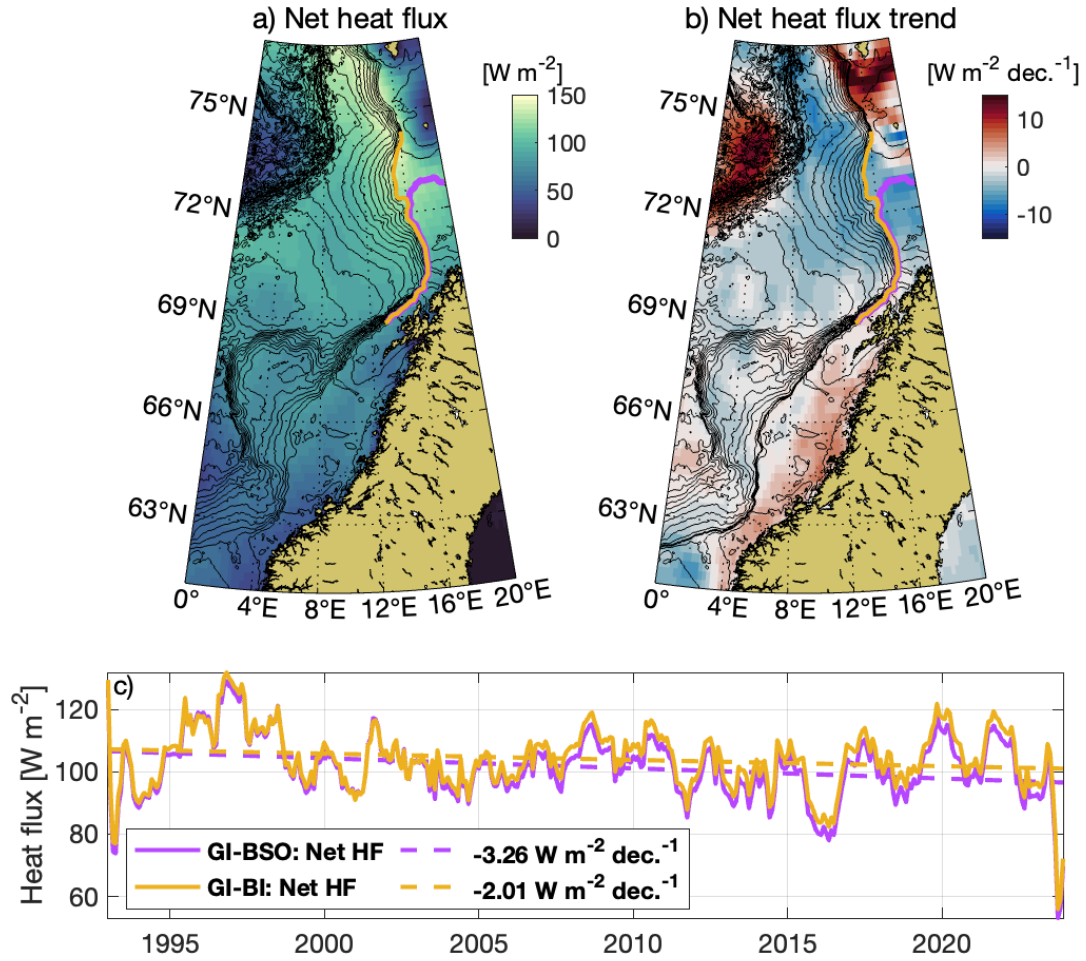 a) Net heat flux
[W m⁻²]
150
100
50
0
75°N
72°N
69°N
66°N
63°N
0°
4°E
8°E
12°E
16°E
20°E
b) Net heat flux trend
[W m⁻² dec.⁻¹]
10
0
-10
75°N
72°N
69°N
66°N
63°N
0°
4°E
8°E
12°E
16°E
20°E
c)
Heat flux [W m⁻²]
120
100
80
60
GI-BSO: Net HF -3.26 W m⁻² dec.⁻¹
GI-BI: Net HF -2.01 W m⁻² dec.⁻¹
1995 2000 2005 2010 2015 2020